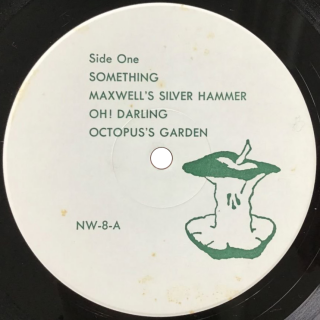 Side One
SOMETHING
MAXWELL'S SILVER HAMMER
OH! DARLING
OCTOPUS'S GARDEN
NW-8-A